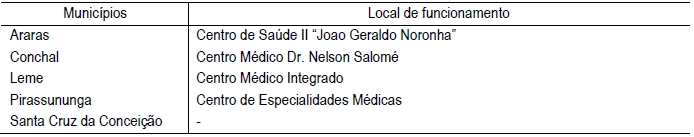 Municípios Local de funcionamento
Araras Centro de Saúde II “Joao Geraldo Noronha”
Conchal Centro Médico Dr. Nelson Salomé
Leme Centro Médico Integrado
Pirassununga Centro de Especialidades Médicas
Santa Cruz da Conceição -